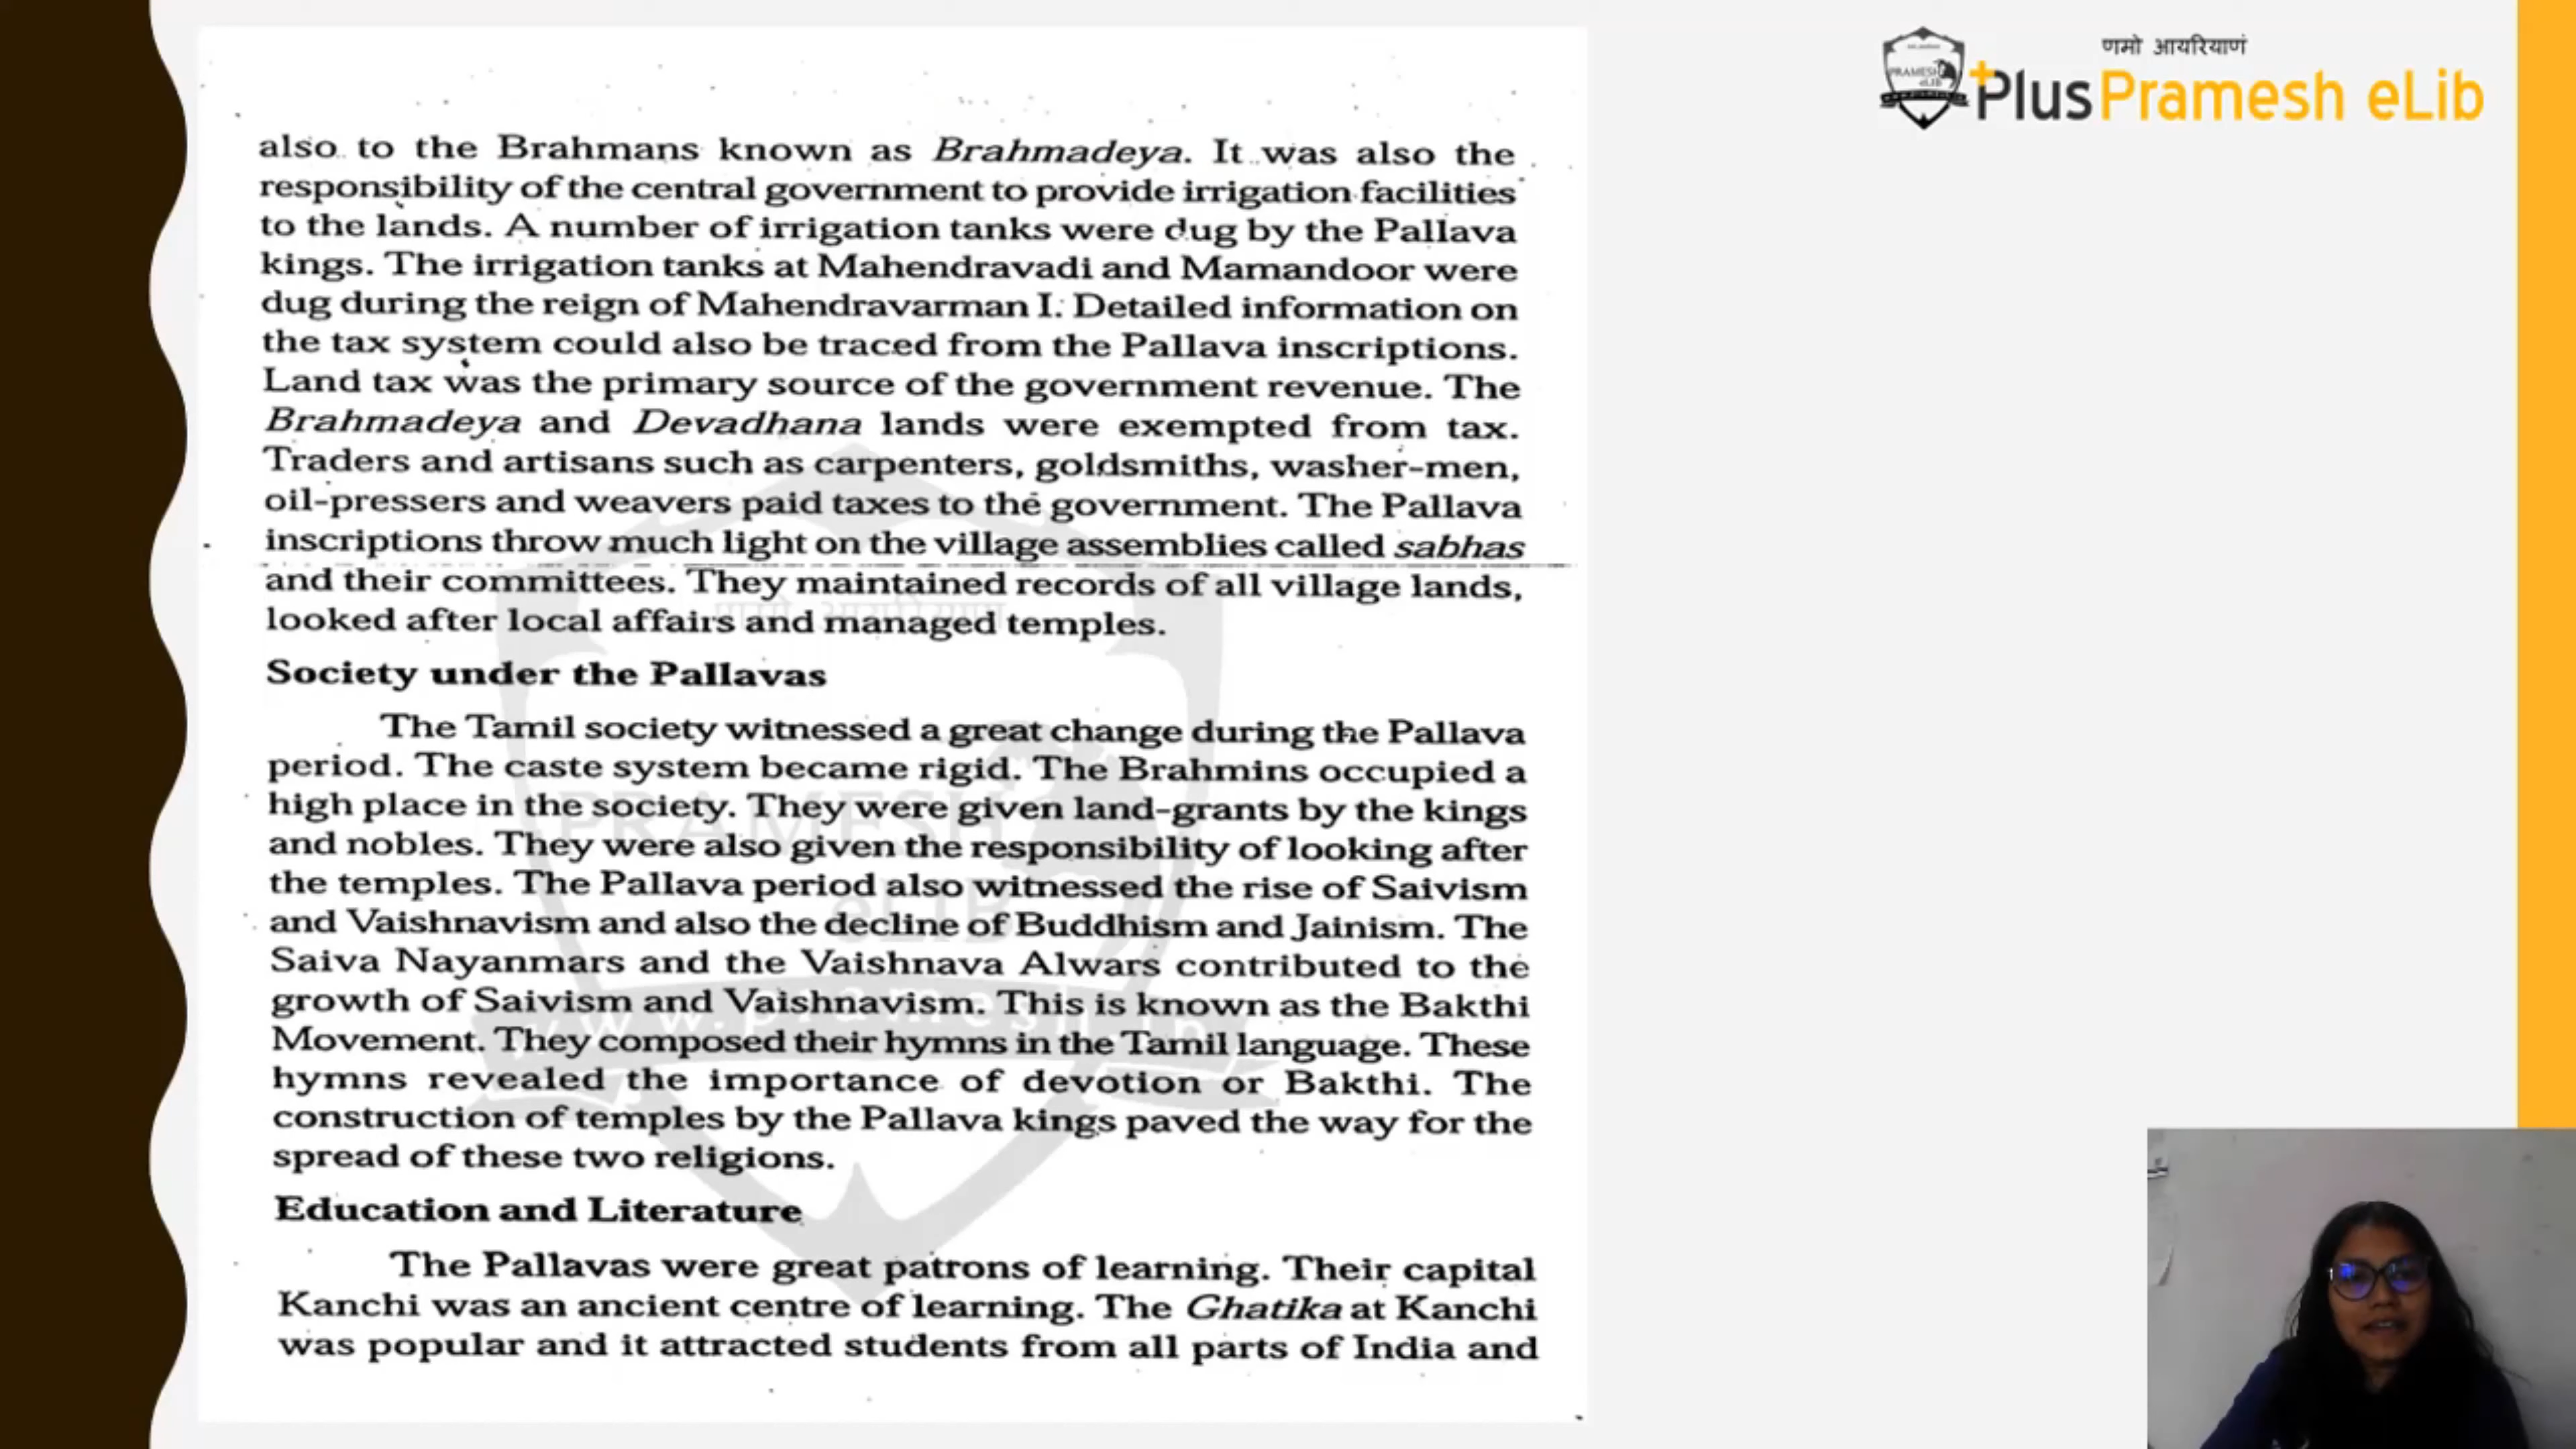 णमो आयरियाणं
PRAMESH
eLIB
+Plus Pramesh eLib
also to the Brahmans known as Brahmadeya. It was also the
responsibility of the central government to provide irrigation facilities
to the lands. A number of irrigation tanks were dug by the Pallava
kings. The irrigation tanks at Mahendravadi and Mamandoor were
dug during the reign of Mahendravarman I. Detailed information on
the tax system could also be traced from the Pallava inscriptions.
Land tax was the primary source of the government revenue. The
Brahmadeya and Devadhana lands were exempted from tax.
Traders and artisans such as carpenters, goldsmiths, washer-men,
oil-pressers and weavers paid taxes to the government. The Pallava
inscriptions throw much light on the village assemblies called sabhas
and their committees. They maintained records of all village lands,
looked after local affairs and managed temples.
Society under the Pallavas
The Tamil society witnessed a great change during the Pallava
period. The caste system became rigid. The Brahmins occupied a
high place in the society. They were given land-grants by the kings
and nobles. They were also given the responsibility of looking after
the temples. The Pallava period also witnessed the rise of Saivism
and Vaishnavism and also the decline of Buddhism and Jainism. The
Saiva Nayanmars and the Vaishnava Alwars contributed to the
growth of Saivism and Vaishnavism. This is known as the Bakthi
Movement. They composed their hymns in the Tamil language. These
hymns revealed the importance of devotion or Bakthi. The
construction of temples by the Pallava kings paved the way for the
spread of these two religions.
Education and Literature
The Pallavas were great patrons of learning. Their capital
Kanchi was an ancient centre of learning. The Ghatika at Kanchi
was popular and it attracted students from all parts of India and
PRAMESH
eLIB